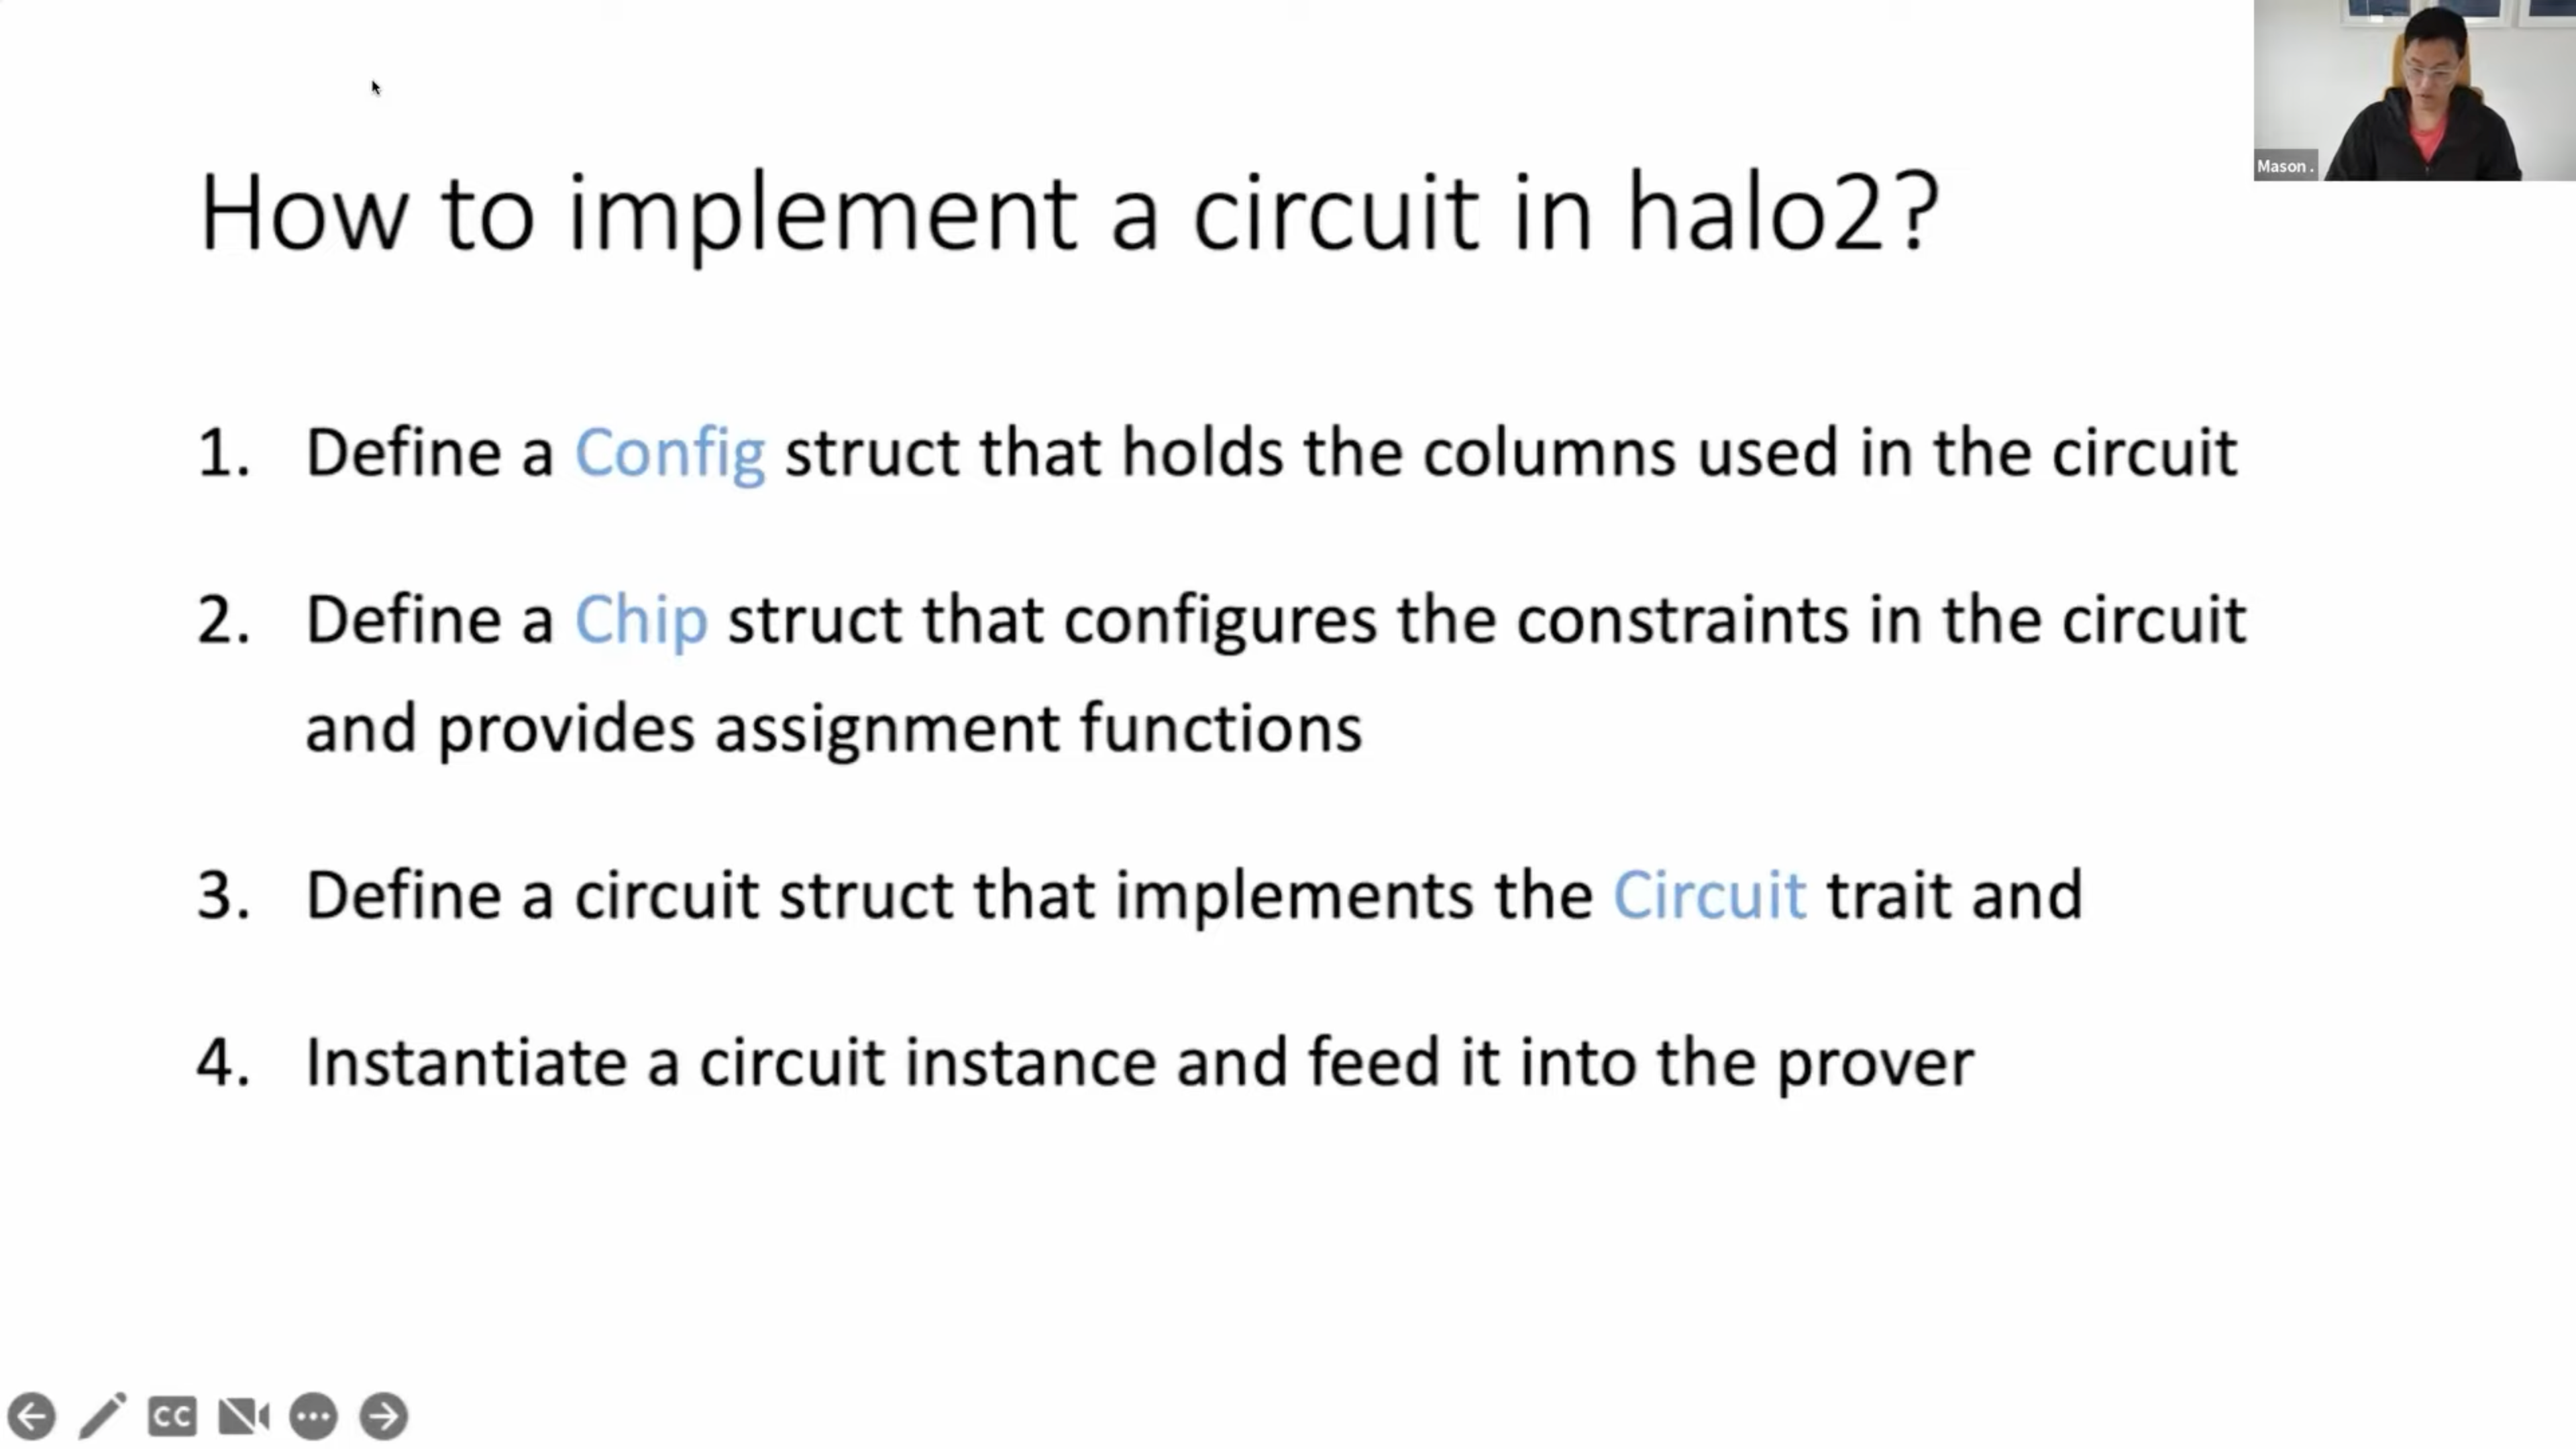 Mason .
How to implement a circuit in halo2?
1. Define a Config struct that holds the columns used in the circuit
2. Define a Chip struct that configures the constraints in the circuit
and provides assignment functions
3. Define a circuit struct that implements the Circuit trait and
4. Instantiate a circuit instance and feed it into the prover
CC